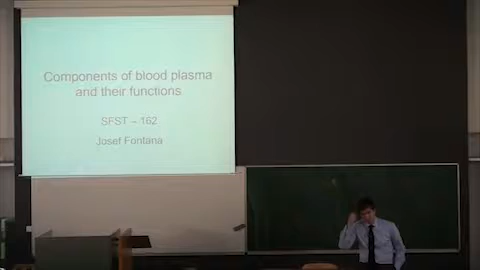 Components of blood plasma
and their functions
SFST – 162
Josef Fontana